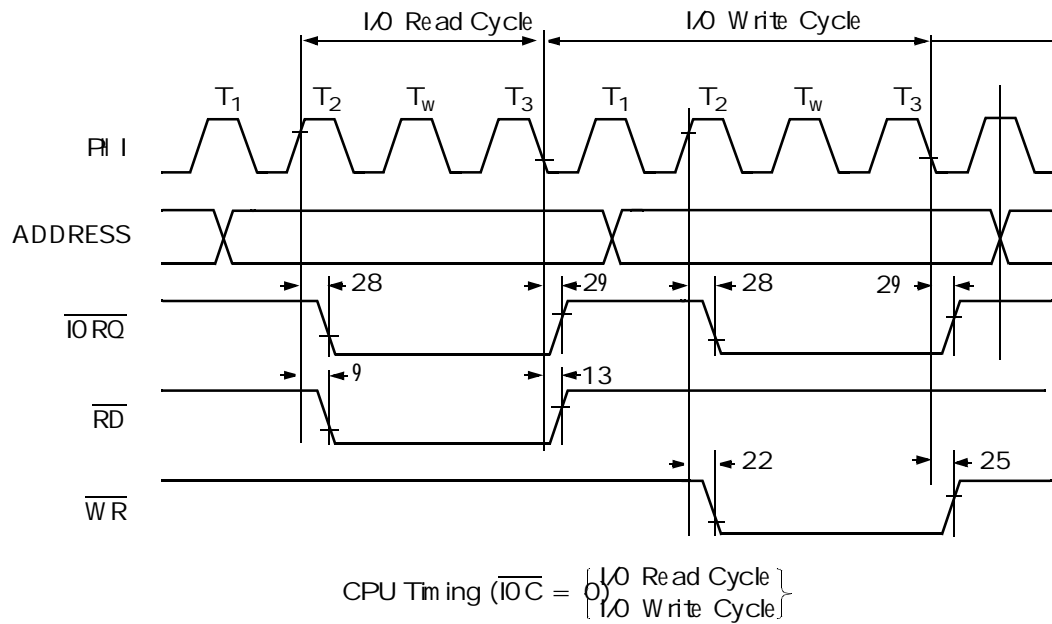 I/O Read Cycle I/O Write Cycle
T1 T2 Tw T3 T1 T2 Tw T3
PHI
ADDRESS
28 29 28 29
IORQ
9 13
RD
22 25
WR
CPU Timing (IOC = 0) I/O Read Cycle
I/O Write Cycle